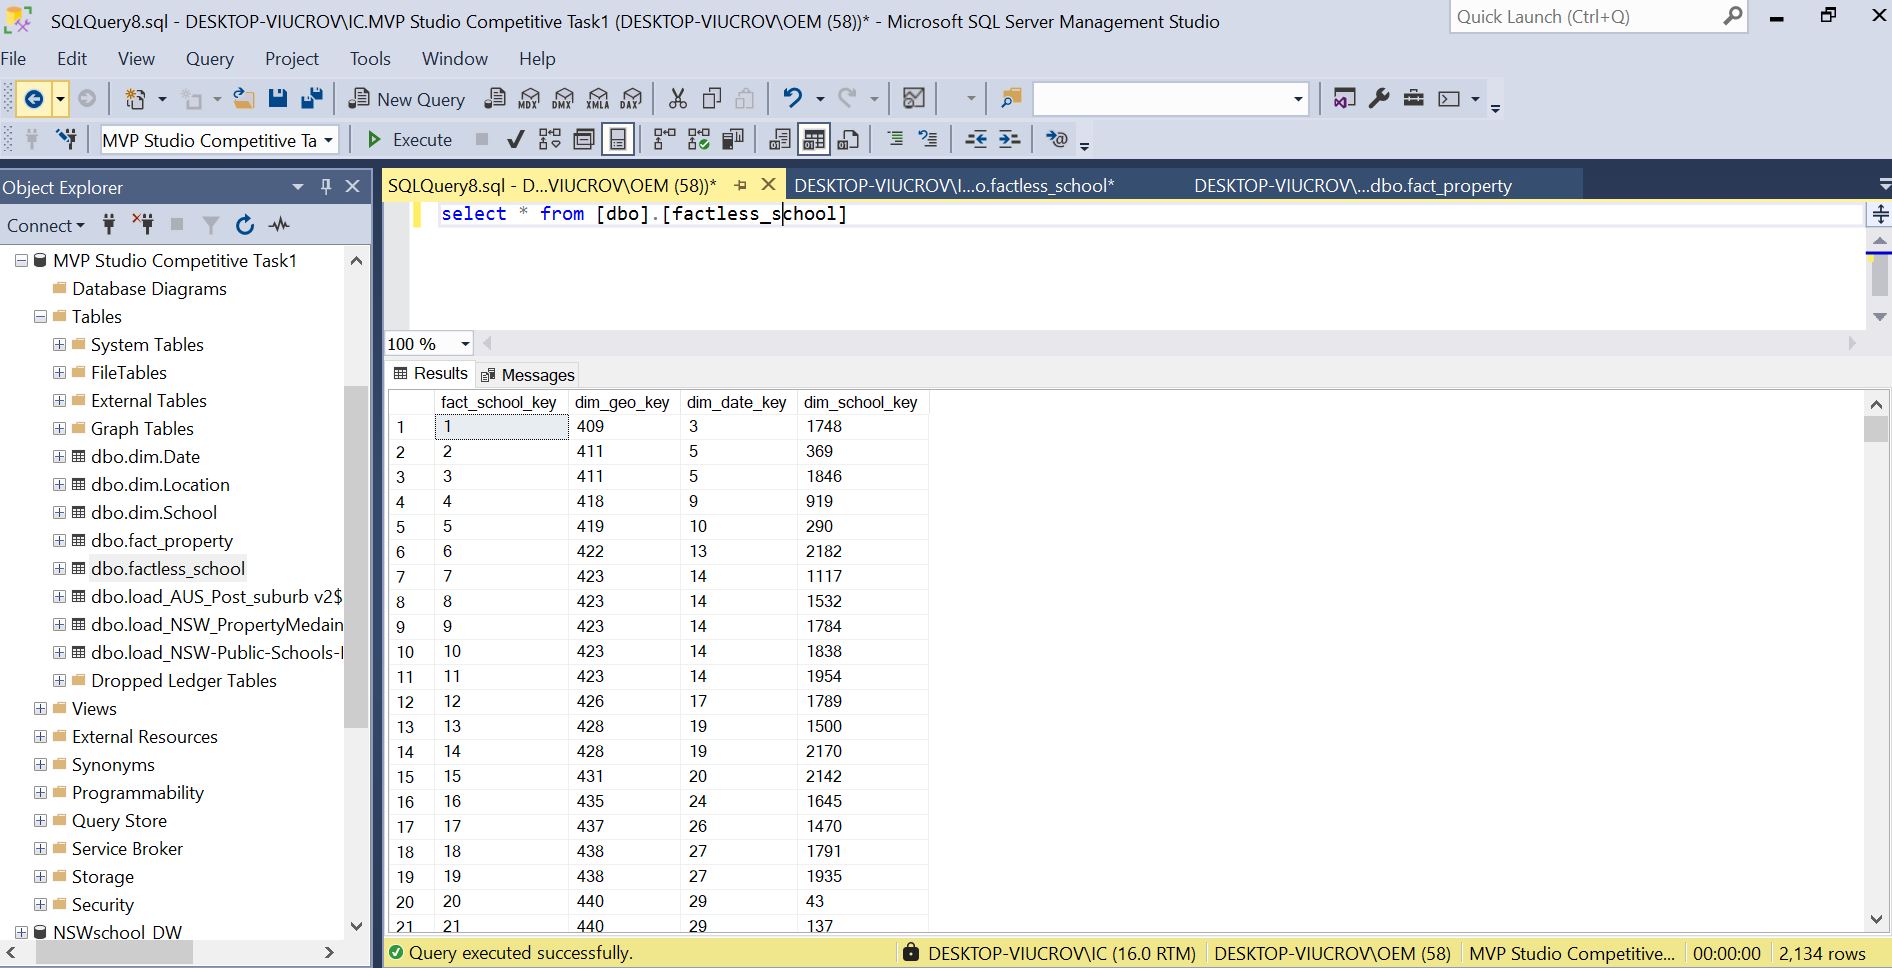 SQLQuery8.sql - DESKTOP-VIUCROV\IC.MVP Studio Competitive Task1 (DESKTOP-VIUCROV\OEM (58))* - Microsoft SQL Server Management Studio
Quick Launch (Ctrl+Q)
File Edit View Query Project Tools Window Help
New Query MDX DMX XMLA DAX
MVP Studio Competitive Ta Execute
Object Explorer
Connect
MVP Studio Competitive Task1
Database Diagrams
Tables
System Tables
FileTables
External Tables
Graph Tables
dbo.dim.Date
dbo.dim.Location
dbo.dim.School
dbo.fact_property
dbo.factless_school
dbo.load_AUS_Post_suburb v2$
dbo.load_NSW_PropertyMedain
dbo.load_NSW-Public-Schools-
Dropped Ledger Tables
Views
External Resources
Synonyms
Programmability
Query Store
Service Broker
Storage
Security
NSWschool_DW
SQLQuery8.sql - D...VIUCROV\OEM (58))* DESKTOP-VIUCROV\I...o.factless_school* DESKTOP-VIUCROV\...dbo.fact_property
select * from [dbo].[factless_school]
100 %
Results Messages
fact_school_key dim_geo_key dim_date_key dim_school_key
1 1 409 3 1748
2 2 411 5 369
3 3 411 5 1846
4 4 418 9 919
5 5 419 10 290
6 6 422 13 2182
7 7 423 14 1117
8 8 423 14 1532
9 9 423 14 1784
10 10 423 14 1838
11 11 423 14 1954
12 12 426 17 1789
13 13 428 19 1500
14 14 428 19 2170
15 15 431 20 2142
16 16 435 24 1645
17 17 437 26 1470
18 18 438 27 1791
19 19 438 27 1935
20 20 440 29 43
21 21 440 29 137
Query executed successfully. DESKTOP-VIUCROV\IC (16.0 RTM) DESKTOP-VIUCROV\OEM (58) MVP Studio Competitive... 00:00:00 2,134 rows